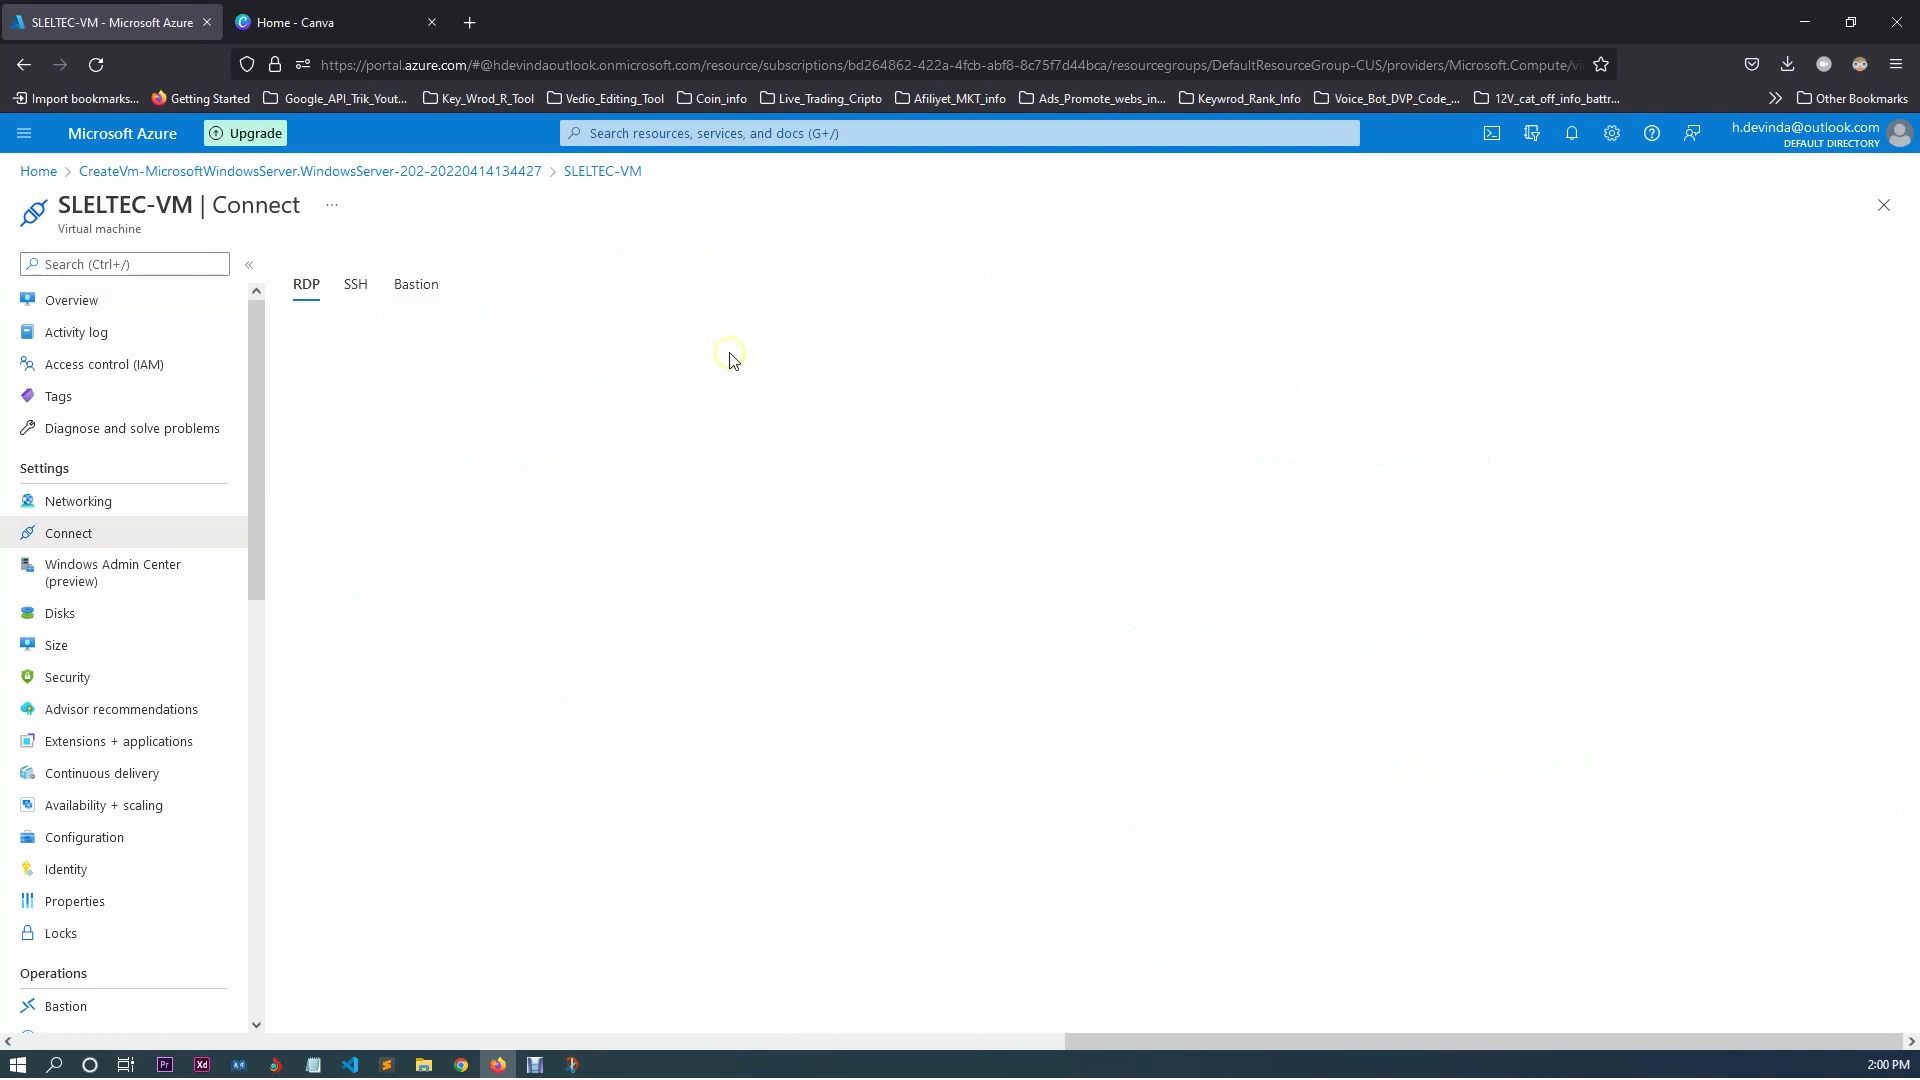 SLELTEC-VM - Microsoft Azure
Home - Canva
https://portal.azure.com/#@hdevindaoutlook.onmicrosoft.com/resource/subscriptions/bd264862-422a-4fcb-abf8-8c75f7d44bca/resourcegroups/DefaultResourceGroup-CUS/providers/Microsoft.Compute/vi
Import bookmarks... Getting Started Google_API_Trik_Yout... Key_Wrod_R_Tool Vedio_Editing_Tool Coin_info Live_Trading_Cripto Afiliyet_MKT_info Ads_Promote_webs_in... Keywrod_Rank_Info Voice_Bot_DVP_Code_... 12V_cat_off_info_battr... Other Bookmarks
Microsoft Azure Upgrade Search resources, services, and docs (G+/) h.devinda@outlook.com
DEFAULT DIRECTORY
Home > CreateVm-MicrosoftWindowsServer.WindowsServer-202-20220414134427 > SLELTEC-VM
SLELTEC-VM | Connect ...
Virtual machine
Search (Ctrl+/) «
RDP SSH Bastion
Overview
Activity log
Access control (IAM)
Tags
Diagnose and solve problems
Settings
Networking
Connect
Windows Admin Center
(preview)
Disks
Size
Security
Advisor recommendations
Extensions + applications
Continuous delivery
Availability + scaling
Configuration
Identity
Properties
Locks
Operations
Bastion
Pr Xd
2:00 PM